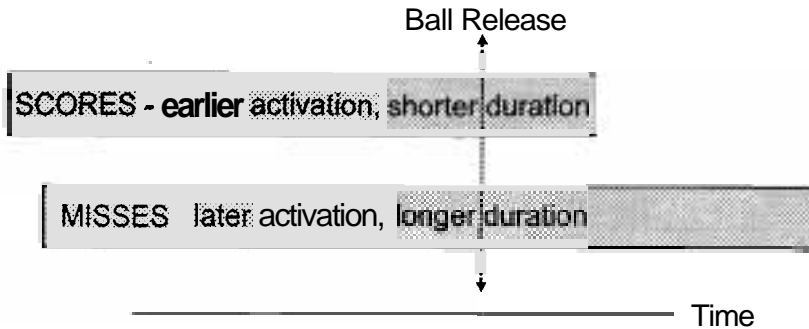 Ball Release
SCORES - earlier activation, shorter duration
MISSES later activation, longer duration
Time